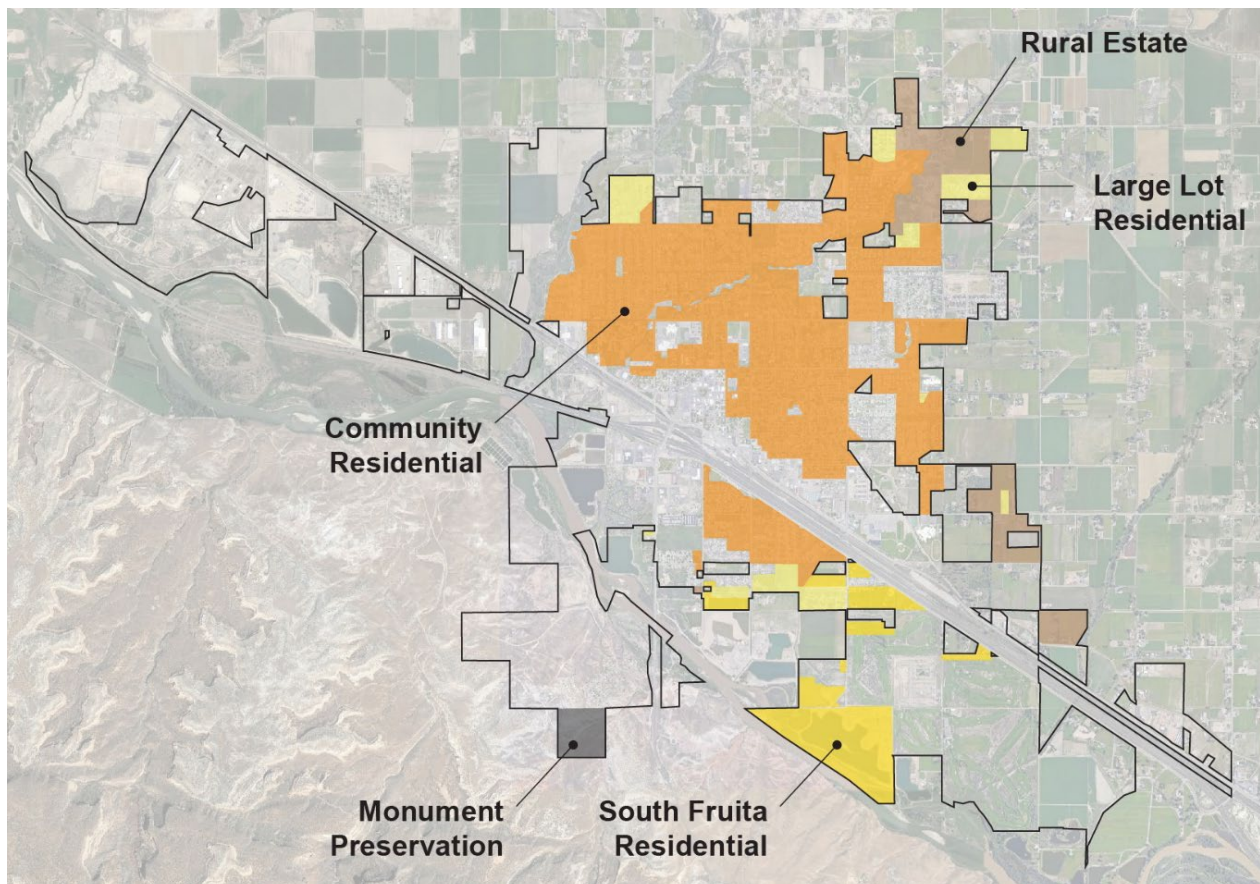 Rural Estate
Large Lot
Residential
Community
Residential
Monument
Preservation
South Fruita
Residential